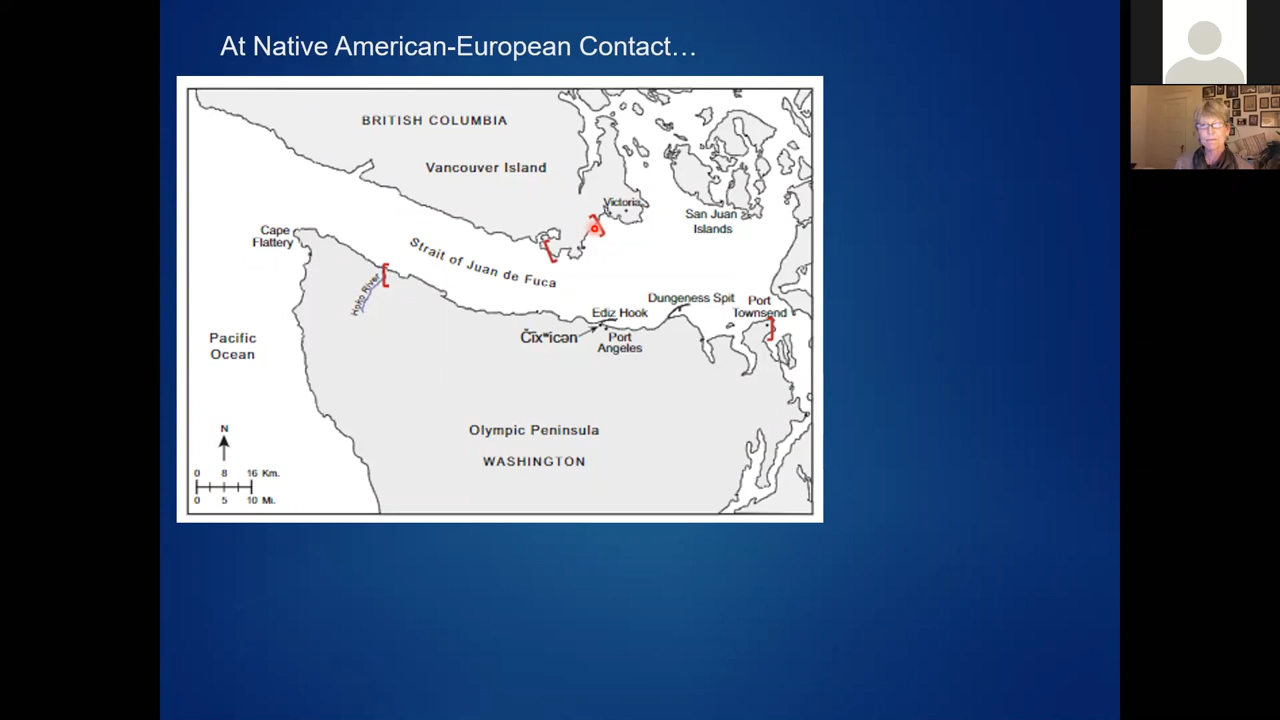 At Native American-European Contact…
BRITISH COLUMBIA
Vancouver Island
Victoria
San Juan
Islands
Cape
Flattery
Strait of Juan de Fuca
Hoko River
Dungeness Spit
Port
Townsend
Ediz Hook
Čḯxʷicən
Port
Angeles
Pacific
Ocean
Olympic Peninsula
WASHINGTON
N
0 8 16 Km.
0 5 10 Mi.